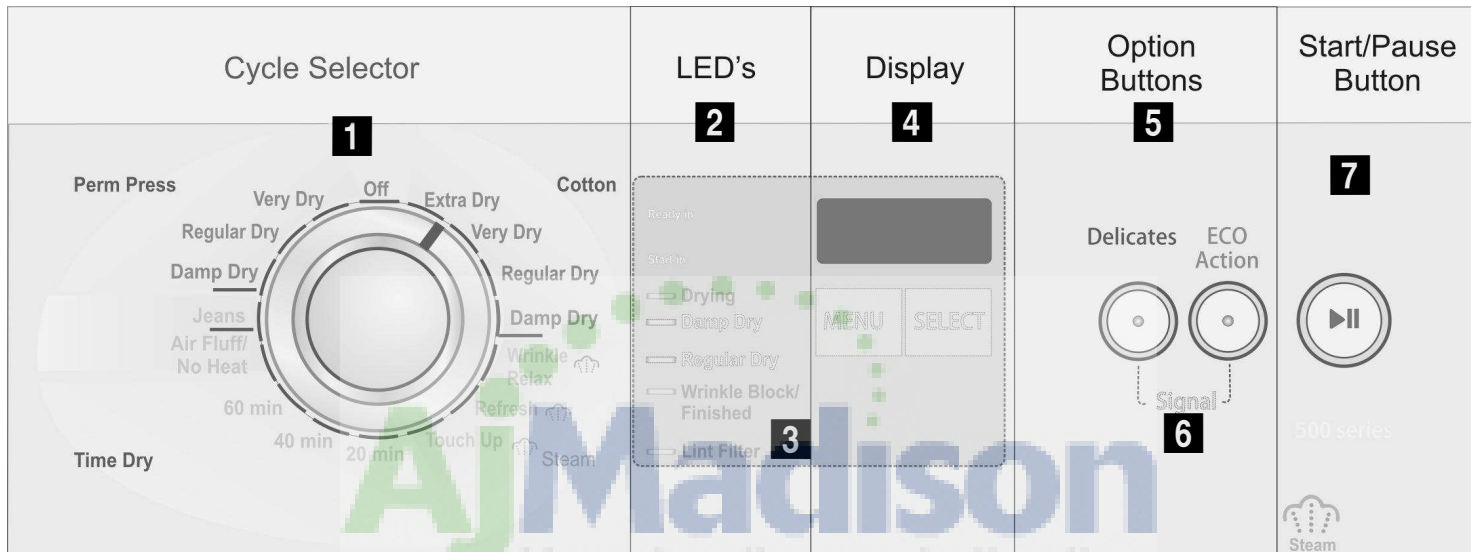 Cycle Selector
LED's
Display
Option
Buttons
Start/Pause
Button
1
2
4
5
7
Perm Press
Cotton
Off
Very Dry
Extra Dry
Regular Dry
Very Dry
Damp Dry
Regular Dry
Jeans
Damp Dry
Air Fluff/
No Heat
Wrinkle
Relax
60 min
Refresh
40 min
20 min
Touch Up
Steam
Time Dry
Ready in
Start in
Drying
Damp Dry
Regular Dry
Wrinkle Block/
Finished
Lint Filter
3
MENU
SELECT
Delicates
ECO
Action
Signal
6
500 series
Steam
AjMadison